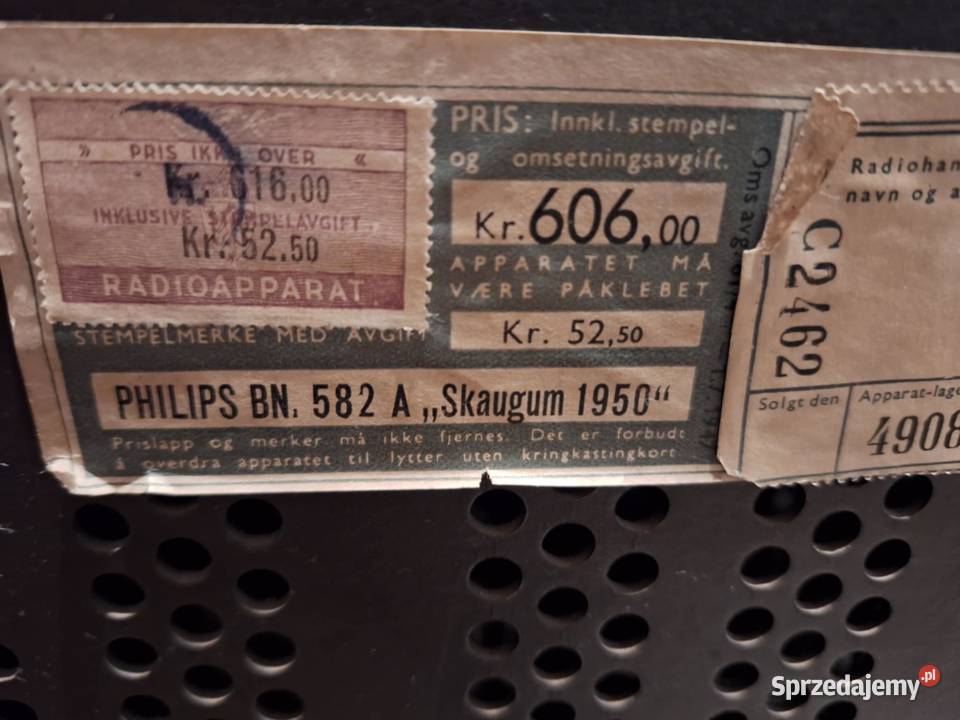 » PRIS IKKE OVER «
Kr. 616.00
INKLUSIVE STEMPELAVGIFT.
Kr. 52.50
RADIOAPPARAT
STEMPELMERKE MED AVGIFT
PRIS: Innkl. stempel-
og omsetningsavgift.
Kr. 606,00
APPARATET MÅ
VÆRE PÅKLEBET
Kr. 52,50
PHILIPS BN. 582 A „Skaugum 1950“
Prislapp og merker må ikke fjernes. Det er forbudt
å overdra apparatet til lytter uten kringkastingkort
Oms avg.
C2462
Radiohan
navn og a
Solgt den
Apparat-lage
4908
Sprzedajemy.pl